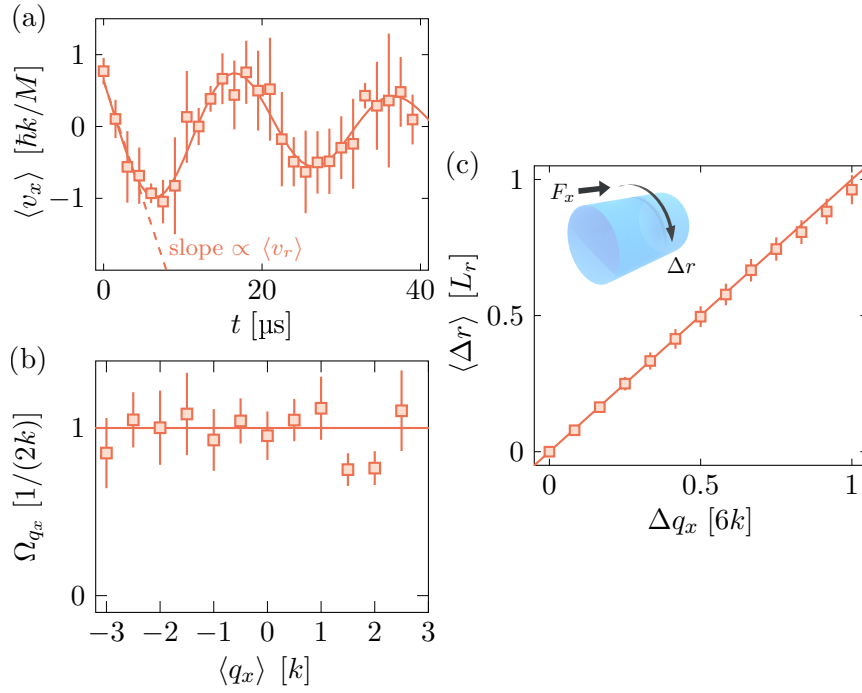 (a)
⟨v_x⟩ [ħk/M]
1
0
−1
slope ∝ ⟨v_r⟩
0
20
40
t [µs]
(b)
Ω_{q_x} [1/(2k)]
1
0
−3 −2 −1 0 1 2 3
⟨q_x⟩ [k]
(c)
⟨Δr⟩ [L_r]
1
0.5
0
F_x
Δr
0 0.5 1
Δq_x [6k]